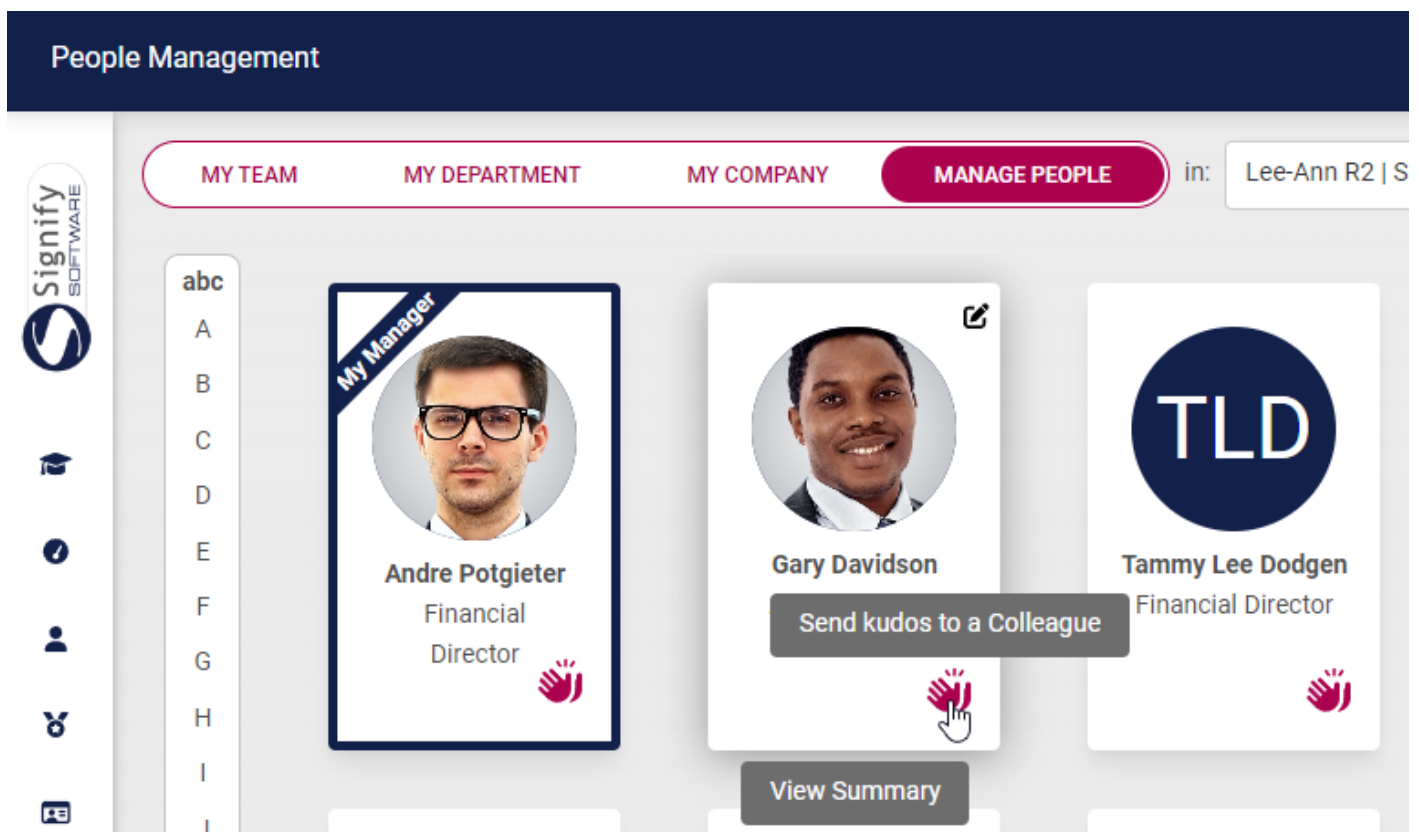 People Management
MY TEAM
MY DEPARTMENT
MY COMPANY
MANAGE PEOPLE
in:
Lee-Ann R2 | S
Signify
SOFTWARE
abc
A
B
C
D
E
F
G
H
I
My Manager
Andre Potgieter
Financial
Director
Gary Davidson
Send kudos to a Colleague
View Summary
TLD
Tammy Lee Dodgen
Financial Director